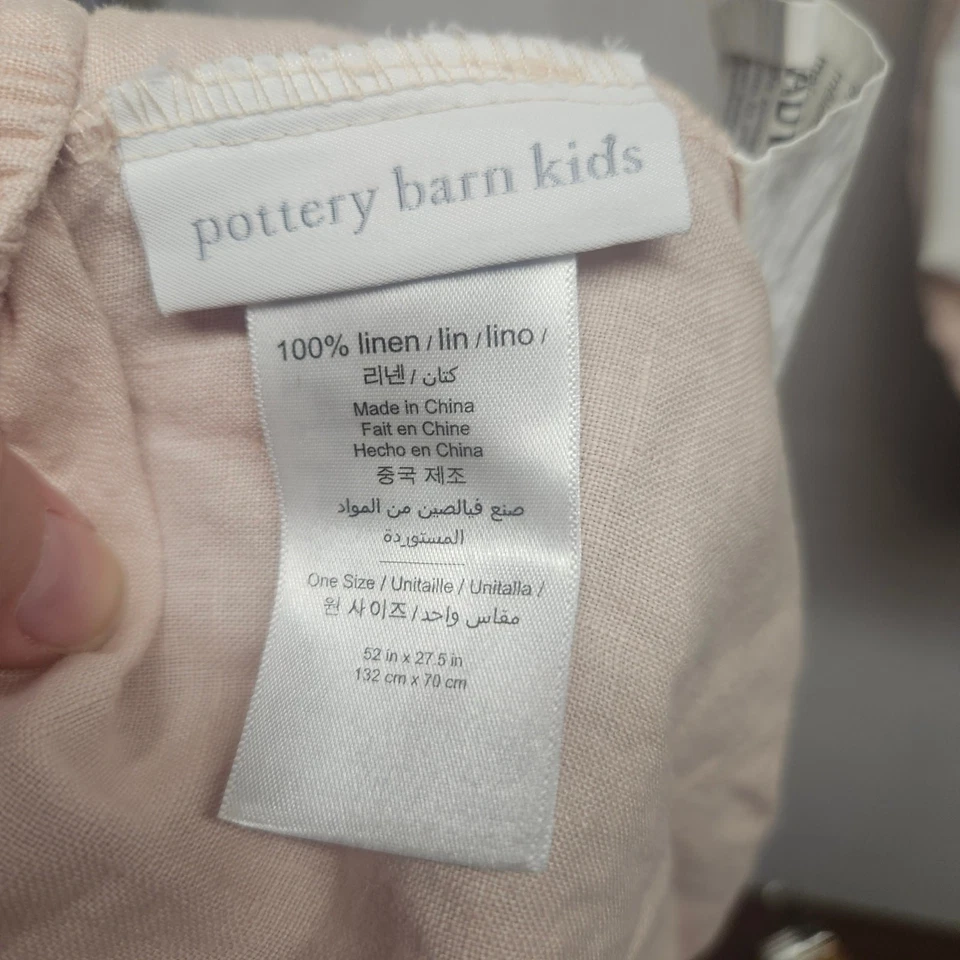 pottery barn kids
100% linen / lin / lino /
리넨 / كتان
Made in China
Fait en Chine
Hecho en China
중국 제조
صنع فيالصين من المواد
المستوردة
One Size / Unitaille / Unitalla /
원 사이즈 / مقاس واحد
52 in x 27.5 in
132 cm x 70 cm